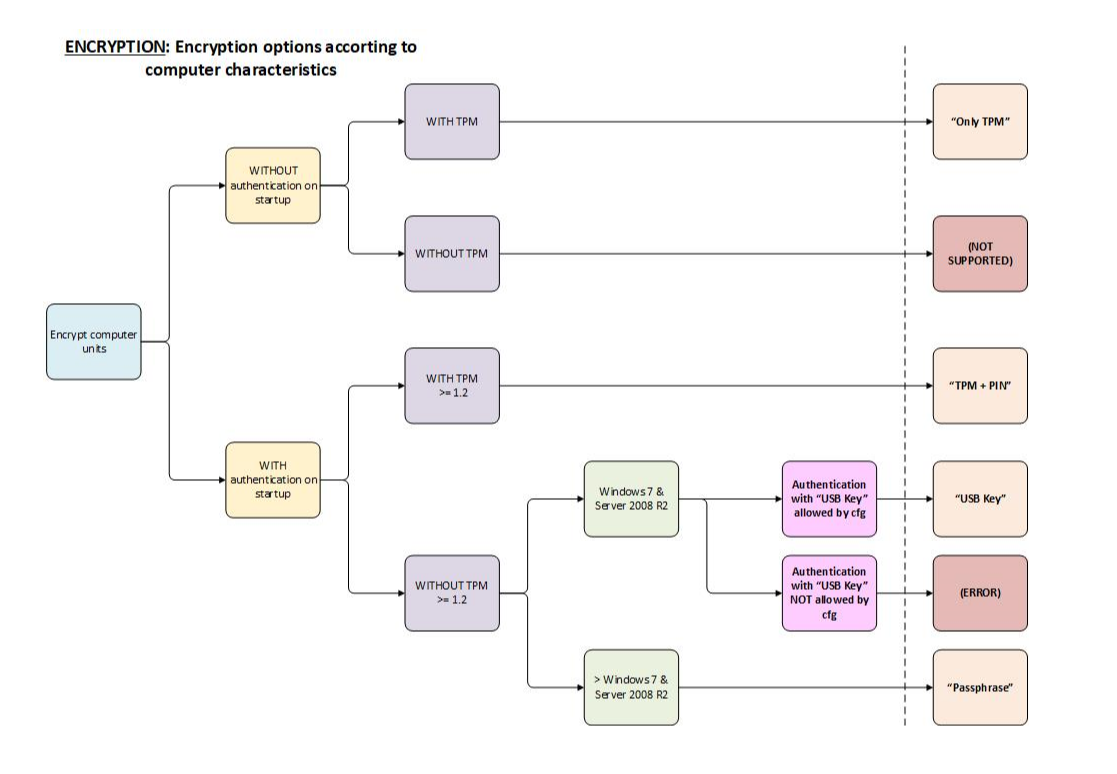 ENCRYPTION: Encryption options accorting to
computer characteristics
WITH TPM
"Only TPM"
WITHOUT
authentication on
startup
WITHOUT TPM
(NOT
SUPPORTED)
Encrypt computer
units
WITH TPM
>= 1.2
"TPM + PIN"
WITH
authentication on
startup
Windows 7 &
Server 2008 R2
Authentication
with "USB Key"
allowed by cfg
"USB Key"
WITHOUT TPM
>= 1.2
Authentication
with "USB Key"
NOT allowed by
cfg
(ERROR)
> Windows 7 &
Server 2008 R2
"Passphrase"